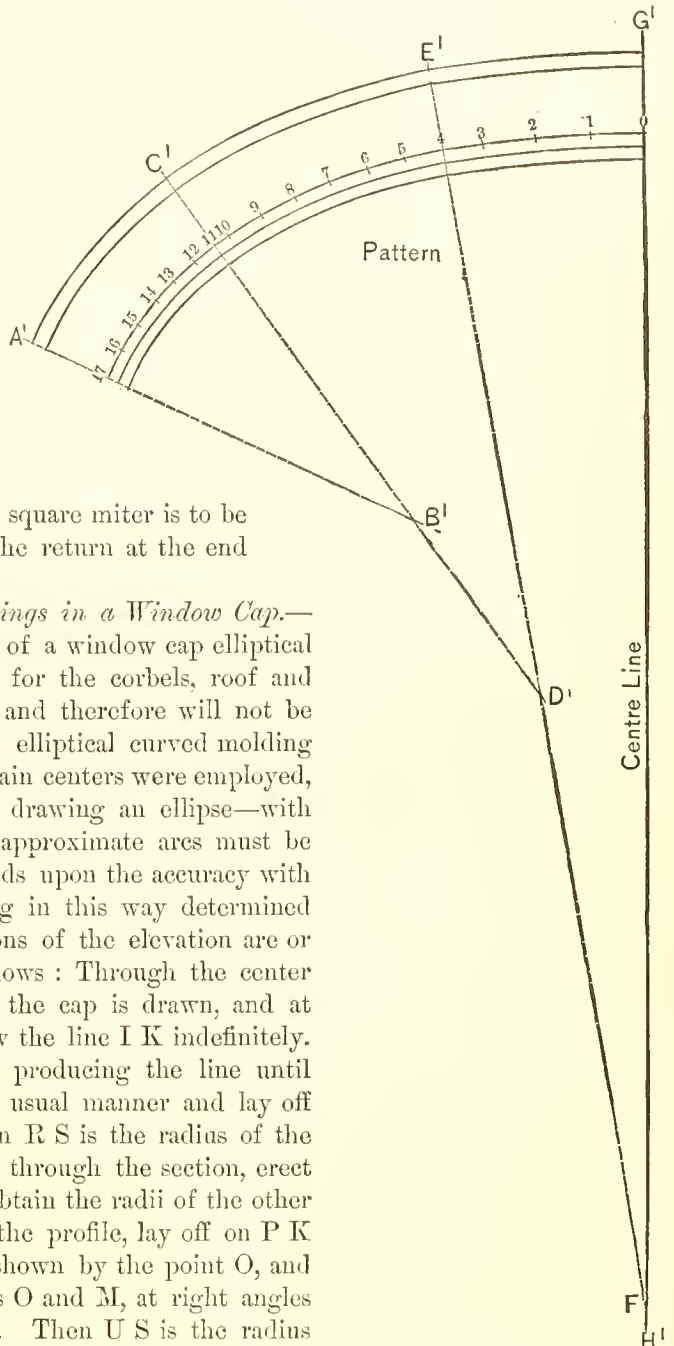 G'
E'
C'
0
1
2
3
4
5
6
7
8
9
10
11
12
13
14
15
16
17
Pattern
A'
B'
square miter is to be
he return at the end
ings in a Window Cap.—
of a window cap elliptical
for the corbels, roof and
and therefore will not be
elliptical curved molding
ain centers were employed,
drawing an ellipse—with
approximate arcs must be
ds upon the accuracy with
g in this way determined
ns of the elevation are or
lows : Through the center
the cap is drawn, and at
the line I K indefinitely.
producing the line until
usual manner and lay off
n R S is the radius of the
through the section, erect
btain the radii of the other
the profile, lay off on P K
shown by the point O, and
s O and M, at right angles
. Then U S is the radius
D'
Centre Line
F
H'